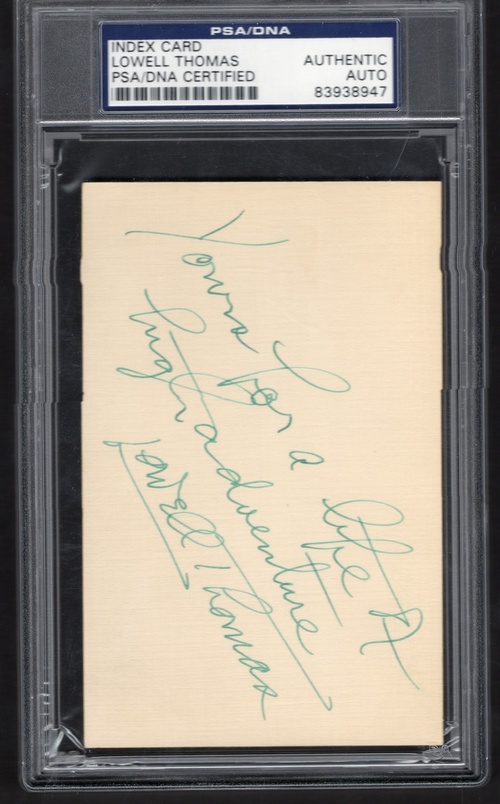 PSA/DNA
INDEX CARD
LOWELL THOMAS
PSA/DNA CERTIFIED
AUTHENTIC
AUTO
83938947
Yours for a life of
high adventure
Lowell Thomas